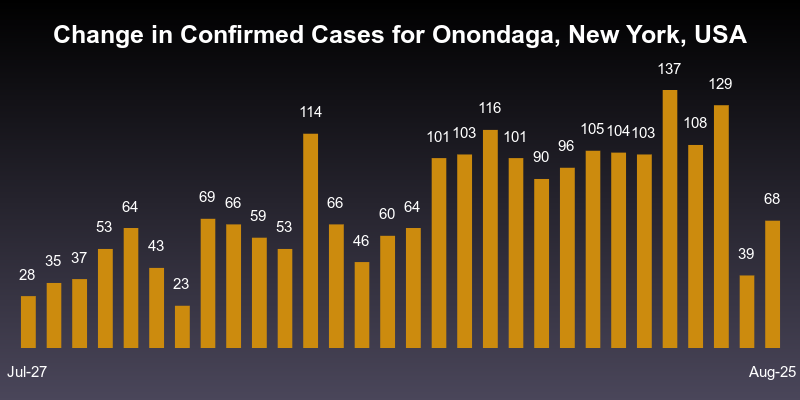 Change in Confirmed Cases for Onondaga, New York, USA
28 35 37 53 64 43 23 69 66 59 53 114 66 46 60 64 101 103 116 101 90 96 105 104 103 137 108 129 39 68
Jul-27 Aug-25